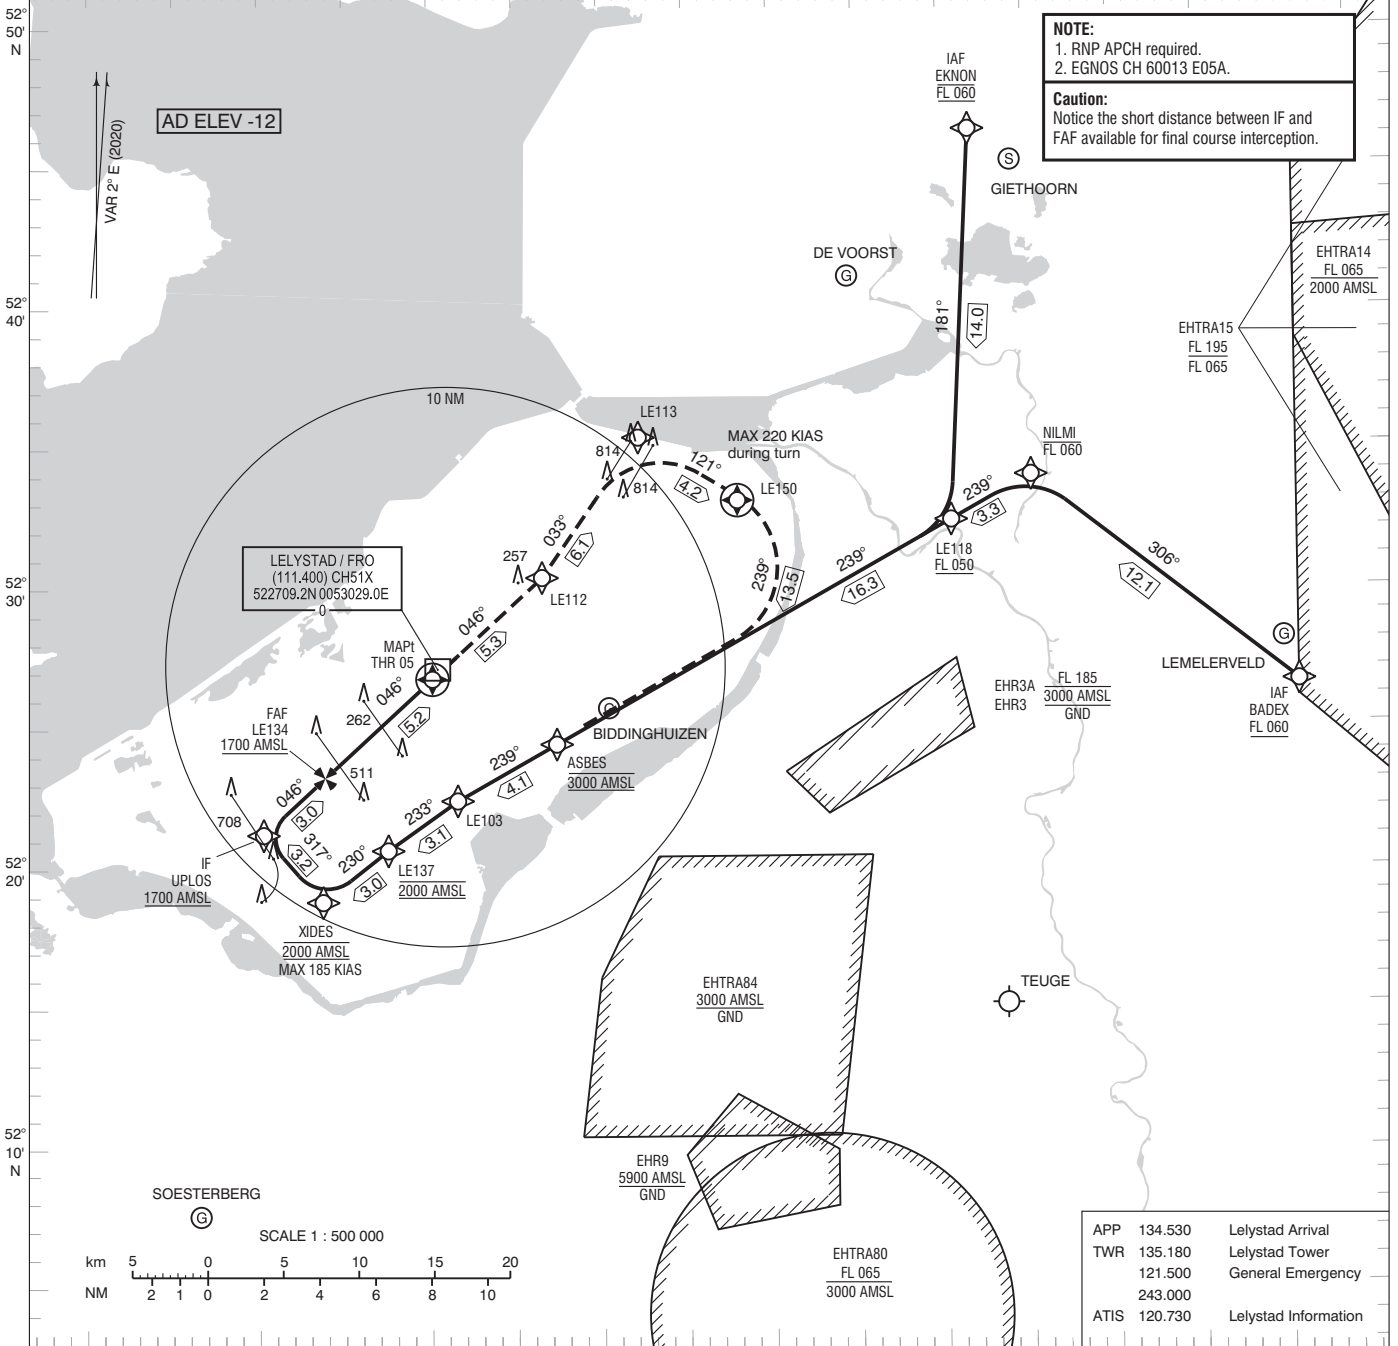 52°
50'
N
VAR 2° E (2020)
AD ELEV -12
IAF
EKNON
FL 060
NOTE:
1. RNP APCH required.
2. EGNOS CH 60013 E05A.
Caution:
Notice the short distance between IF and
FAF available for final course interception.
S
GIETHOORN
DE VOORST
G
EHTRA14
FL 065
2000 AMSL
52°
40'
181°
14.0
EHTRA15
FL 195
FL 065
10 NM
LE113
MAX 220 KIAS
during turn
NILMI
FL 060
814
121°
814
4.2
LE150
239°
3.3
LE118
FL 050
033°
6.1
257
LE112
239°
13.5
239°
16.3
306°
12.1
52°
30'
LELYSTAD / FRO
(111.400) CH51X
522709.2N 0053029.0E
0
046°
5.3
MAPt
THR 05
G
LEMELERVELD
IAF
BADEX
FL 060
046°
5.2
262
FAF
LE134
1700 AMSL
EHR3A
EHR3
FL 185
3000 AMSL
GND
G
BIDDINGHUIZEN
511
239°
4.1
ASBES
3000 AMSL
046°
3.0
708
233°
3.1
LE103
317°
3.2
230°
3.0
LE137
2000 AMSL
IF
UPLOS
1700 AMSL
52°
20'
XIDES
2000 AMSL
MAX 185 KIAS
EHTRA84
3000 AMSL
GND
TEUGE
52°
10'
N
EHR9
5900 AMSL
GND
SOESTERBERG
G
SCALE 1 : 500 000
km 5 0 5 10 15 20
NM 2 1 0 2 4 6 8 10
EHTRA80
FL 065
3000 AMSL
APP 134.530 Lelystad Arrival
TWR 135.180 Lelystad Tower
121.500 General Emergency
243.000
ATIS 120.730 Lelystad Information